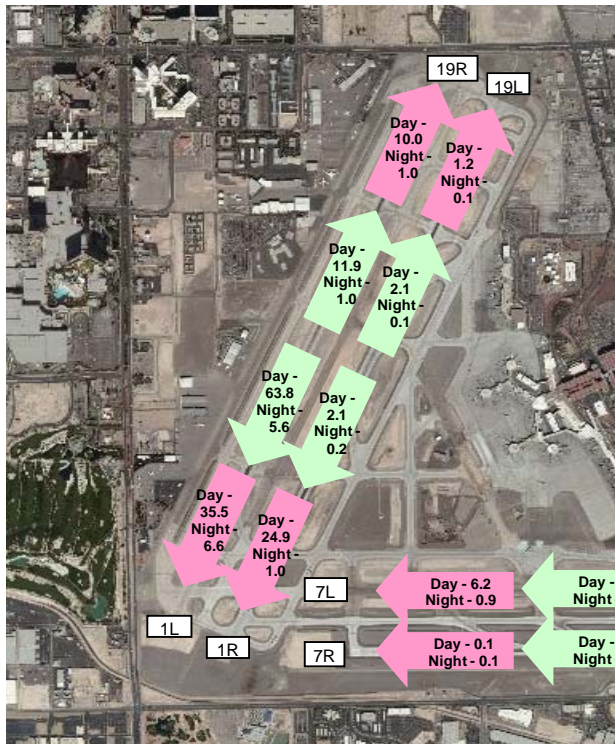 19R
19L
Day -
10.0
Night -
1.0
Day -
1.2
Night -
0.1
Day -
11.9
Night -
1.0
Day -
2.1
Night -
0.1
Day -
63.8
Night -
5.6
Day -
2.1
Night -
0.2
Day -
35.5
Night -
6.6
Day -
24.9
Night -
1.0
7L
Day - 6.2
Night - 0.9
Day -
Night
1L
1R
7R
Day - 0.1
Night - 0.1
Day -
Night